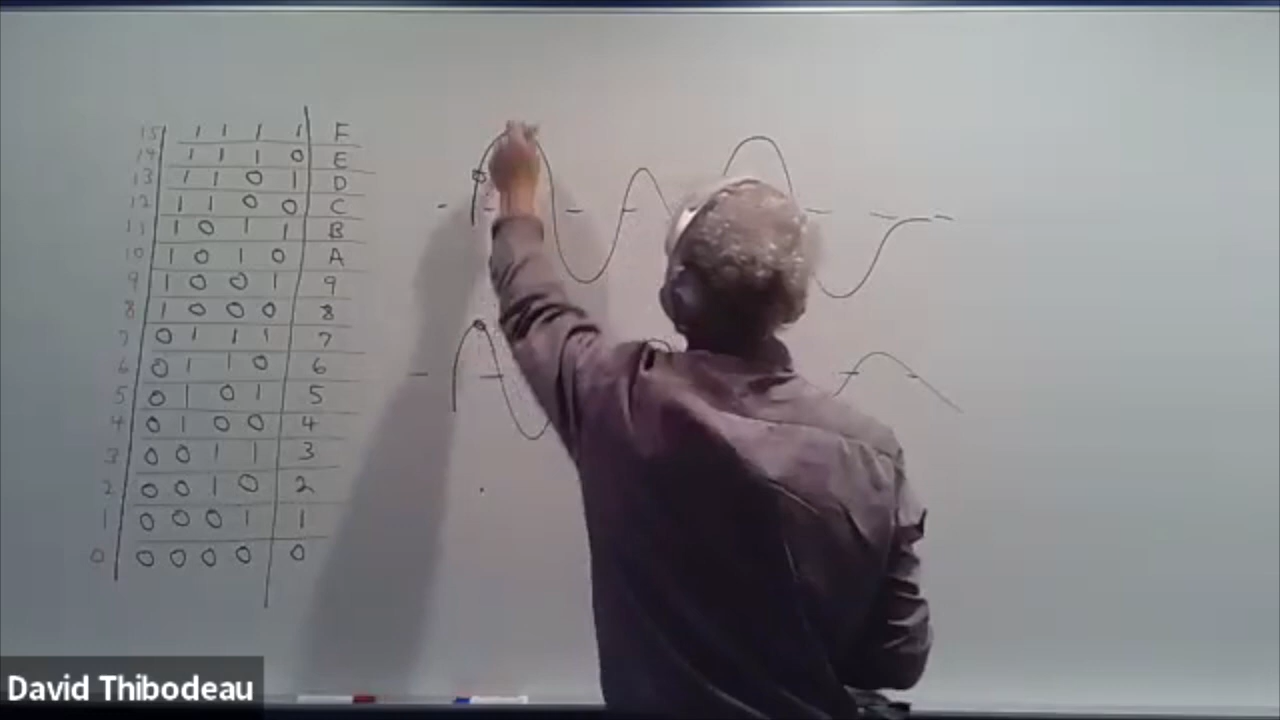 15 1 1 1 1 F
14 1 1 1 0 E
13 1 1 0 1 D
12 1 1 0 0 C
11 1 0 1 1 B
10 1 0 1 0 A
9 1 0 0 1 9
8 1 0 0 0 8
7 0 1 1 1 7
6 0 1 1 0 6
5 0 1 0 1 5
4 0 1 0 0 4
3 0 0 1 1 3
2 0 0 1 0 2
1 0 0 0 1 1
0 0 0 0 0 0
David Thibodeau